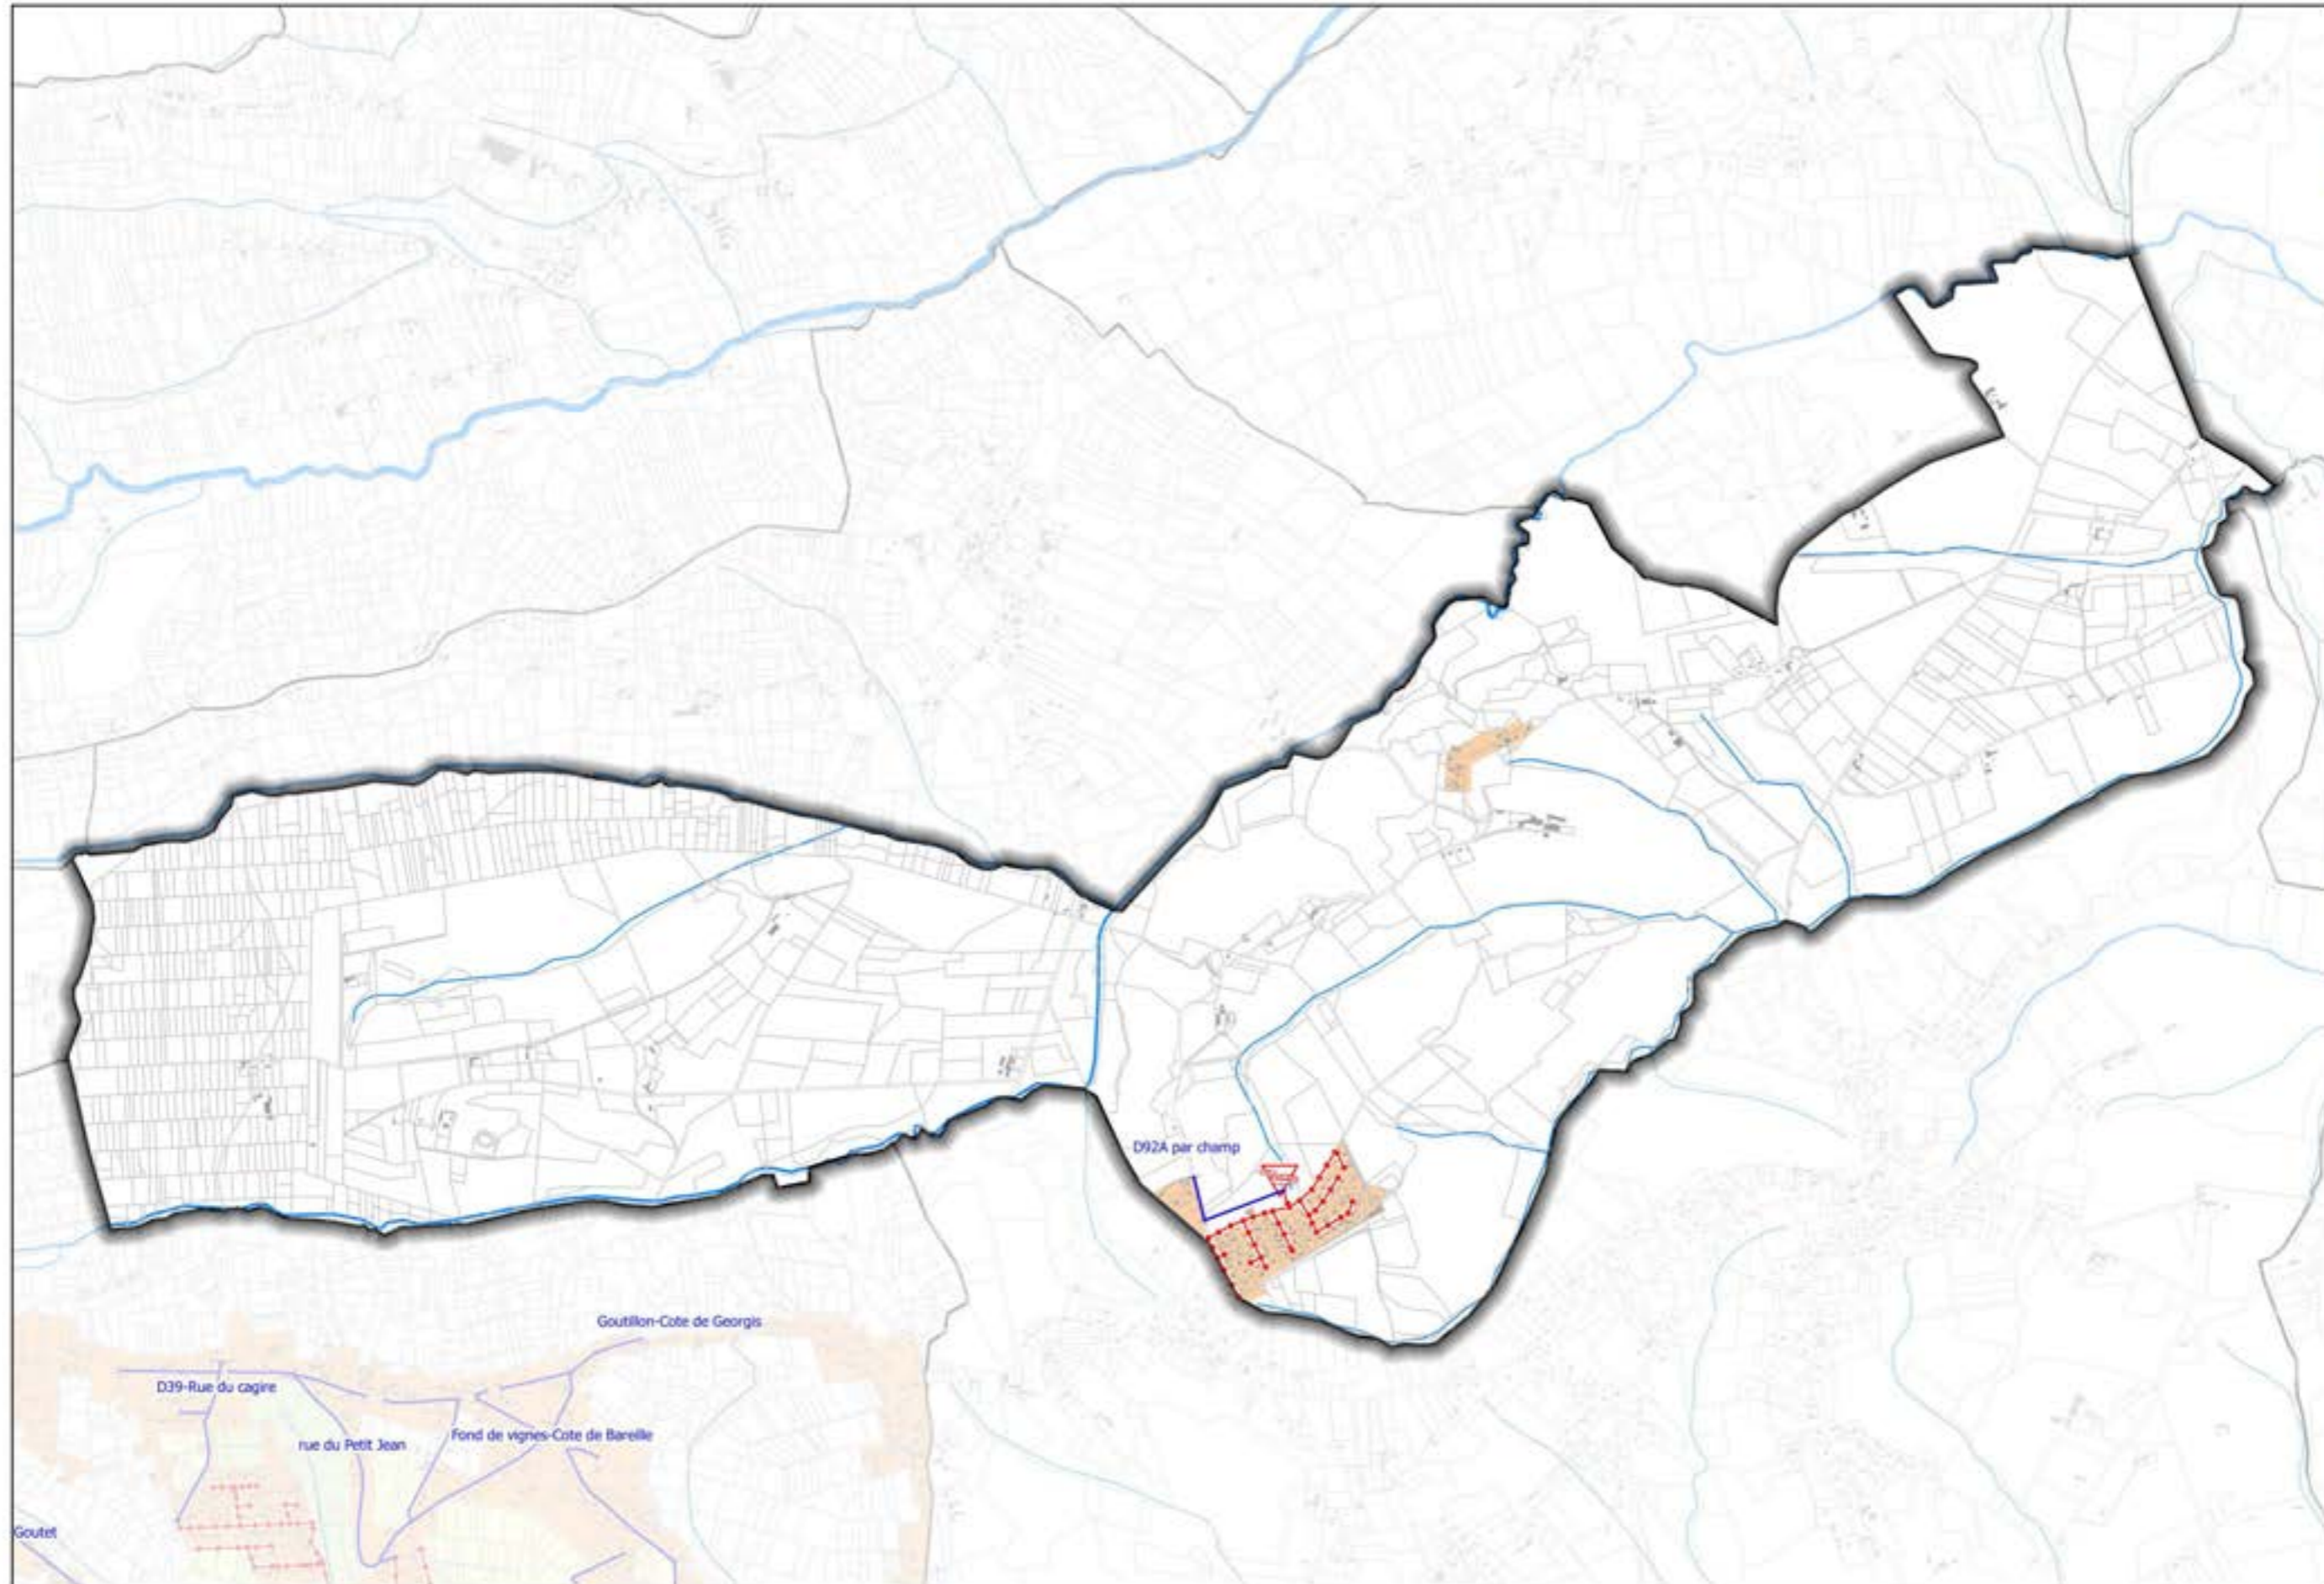 D92A par champ
Goutillon-Cote de Georgis
D39-Rue du cagire
rue du Petit Jean
Fond de vignes-Cote de Bareille
Goutet